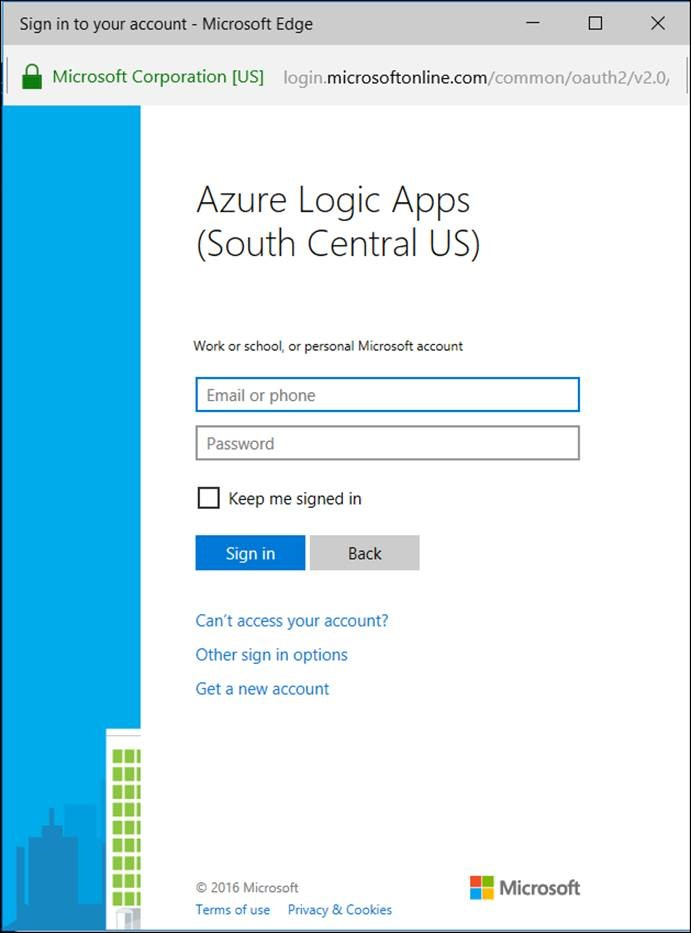 Sign in to your account - Microsoft Edge
Microsoft Corporation [US] login.microsoftonline.com/common/oauth2/v2.0/
Azure Logic Apps
(South Central US)
Work or school, or personal Microsoft account
Email or phone
Password
Keep me signed in
Sign in Back
Can't access your account?
Other sign in options
Get a new account
© 2016 Microsoft
Microsoft
Terms of use Privacy & Cookies